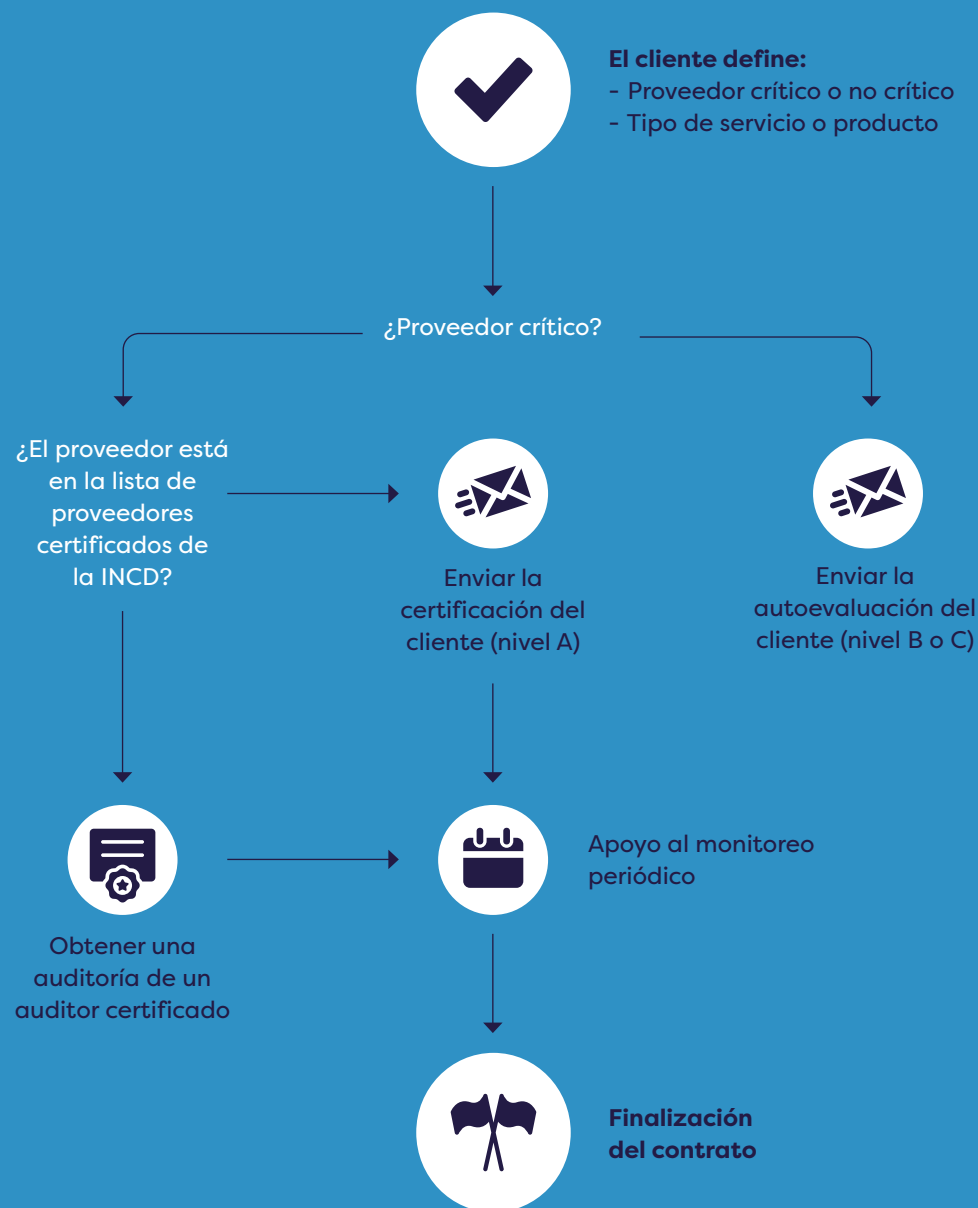 El cliente define:
- Proveedor crítico o no crítico
- Tipo de servicio o producto
¿Proveedor crítico?
¿El proveedor está
en la lista de
proveedores
certificados de
la INCD?
Enviar la
certificación del
cliente (nivel A)
Enviar la
autoevaluación del
cliente (nivel B o C)
Obtener una
auditoría de un
auditor certificado
Apoyo al monitoreo
periódico
Finalización
del contrato